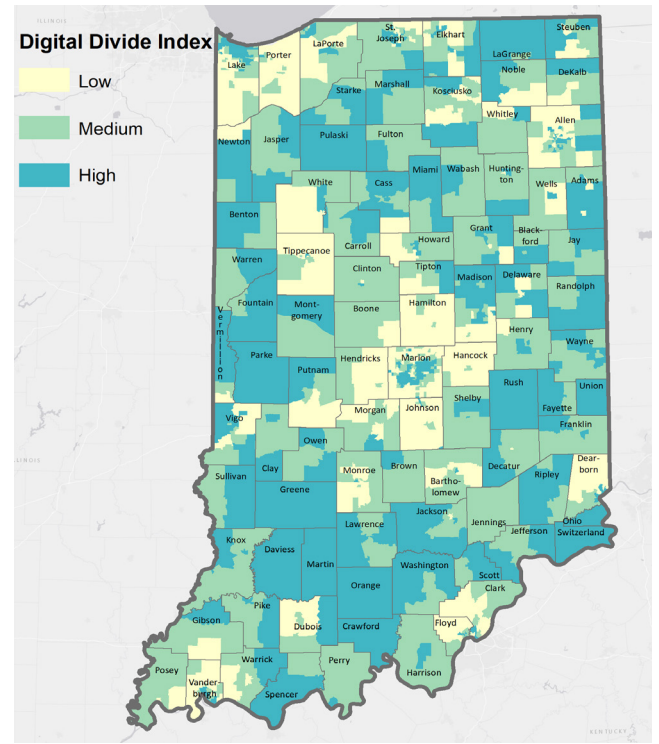 ILLINOIS
Digital Divide Index
Low
Medium
High
Lake
Porter
LaPorte
St.
Joseph
Elkhart
LaGrange
Steuben
Noble
DeKalb
Starke
Marshall
Kosciusko
Whitley
Allen
Newton
Jasper
Pulaski
Fulton
Miami
Wabash
Hunting-
ton
Wells
Adams
White
Cass
Benton
Carroll
Howard
Grant
Black-
ford
Jay
Warren
Tippecanoe
Clinton
Tipton
Madison
Delaware
Randolph
Fountain
Mont-
gomery
Boone
Hamilton
Henry
Wayne
Vermillion
Parke
Putnam
Hendricks
Marion
Hancock
Rush
Fayette
Union
Vigo
Morgan
Johnson
Shelby
Franklin
Clay
Owen
Monroe
Brown
Bartho-
lomew
Decatur
Ripley
Dear-
born
ILLINOIS
Sullivan
Greene
Lawrence
Jackson
Jennings
Jefferson
Ohio
Switzerland
Knox
Daviess
Martin
Orange
Washington
Scott
Clark
Gibson
Pike
Dubois
Crawford
Floyd
Harrison
Posey
Vander-
burgh
Warrick
Spencer
Perry
KENTUCKY